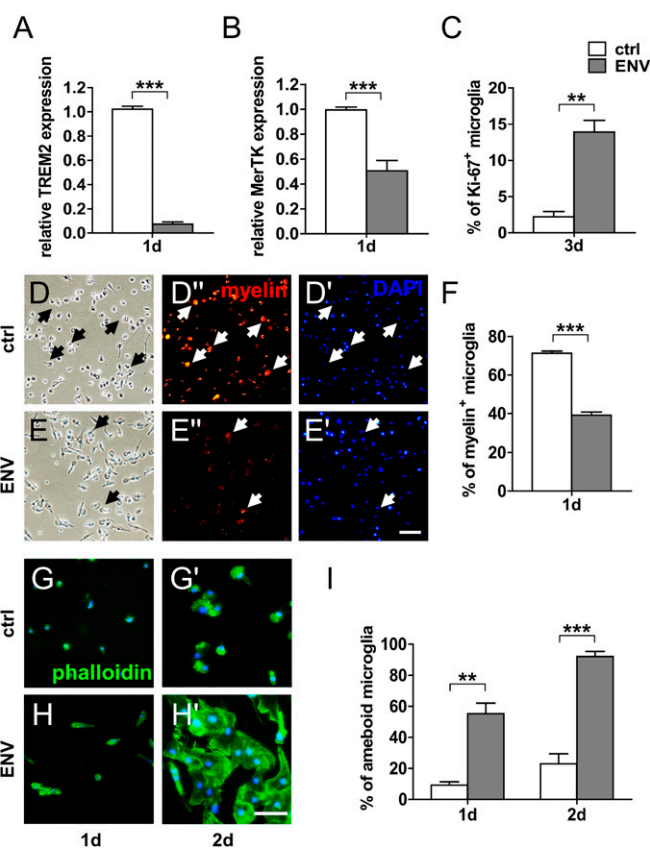 A
B
C
ctrl
ENV
relative TREM2 expression
1.2
1.0
0.8
0.6
0.4
0.2
0.0
***
1d
relative MerTK expression
1.2
1.0
0.8
0.6
0.4
0.2
0.0
***
1d
% of Ki-67⁺ microglia
20
15
10
5
0
**
3d
ctrl
D
D''
myelin
D'
DAPI
ENV
E
E''
E'
F
% of myelin⁺ microglia
80
60
40
20
0
***
1d
ctrl
G
phalloidin
G'
ENV
H
H'
1d
2d
I
% of ameboid microglia
100
80
60
40
20
0
**
***
1d
2d